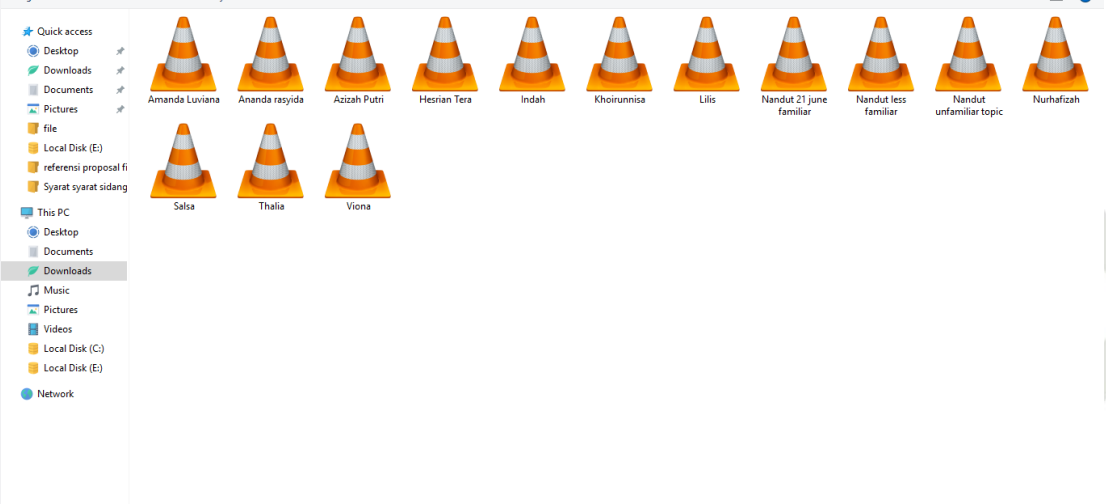 Quick access
Desktop
Downloads
Documents
Pictures
file
Local Disk (E:)
referensi proposal fi
Syarat syarat sidang
This PC
Desktop
Documents
Downloads
Music
Pictures
Videos
Local Disk (C:)
Local Disk (E:)
Network
Amanda Luviana
Ananda rasyida
Azizah Putri
Hesrian Tera
Indah
Khoirunnisa
Lilis
Nandut 21 june
familiar
Nandut less
familiar
Nandut
unfamiliar topic
Nurhafizah
Salsa
Thalia
Viona